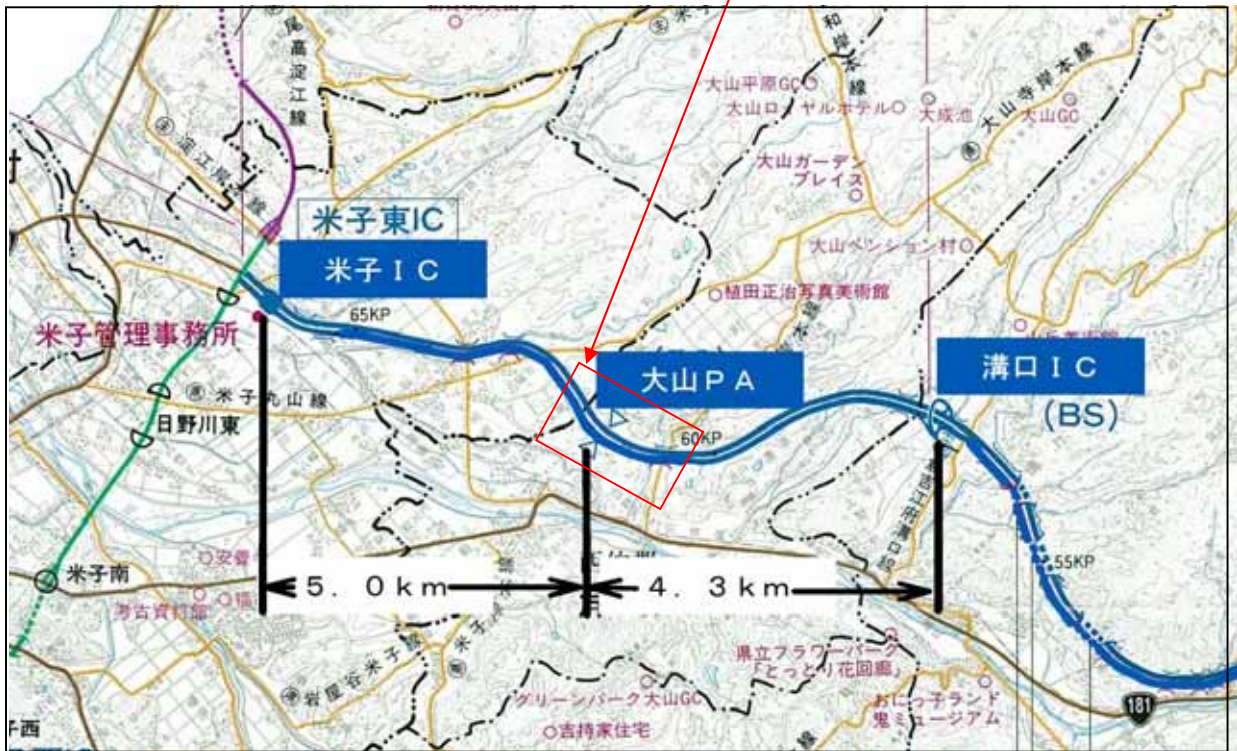 尾高淀江線
和岸本線
大山寺岸本線
大山平原GC
大山ロイヤルホテル
大成池
大山GC
大山ガーデン
プレイス
主
淀江岸本線
米子東IC
米子ＩＣ
大山ペンション村
植田正治写真美術館
65KP
米子管理事務所
大山ＰＡ
溝口ＩＣ
(BS)
米子丸山線
日野川東
60KP
55KP
米子南
５．０ｋｍ
４．３ｋｍ
岩屋谷米子線
県立フラワーパーク
「とっとり花回廊」
グリーンパーク大山GC
おにっ子ランド
鬼ミュージアム
吉持家住宅
181
子西